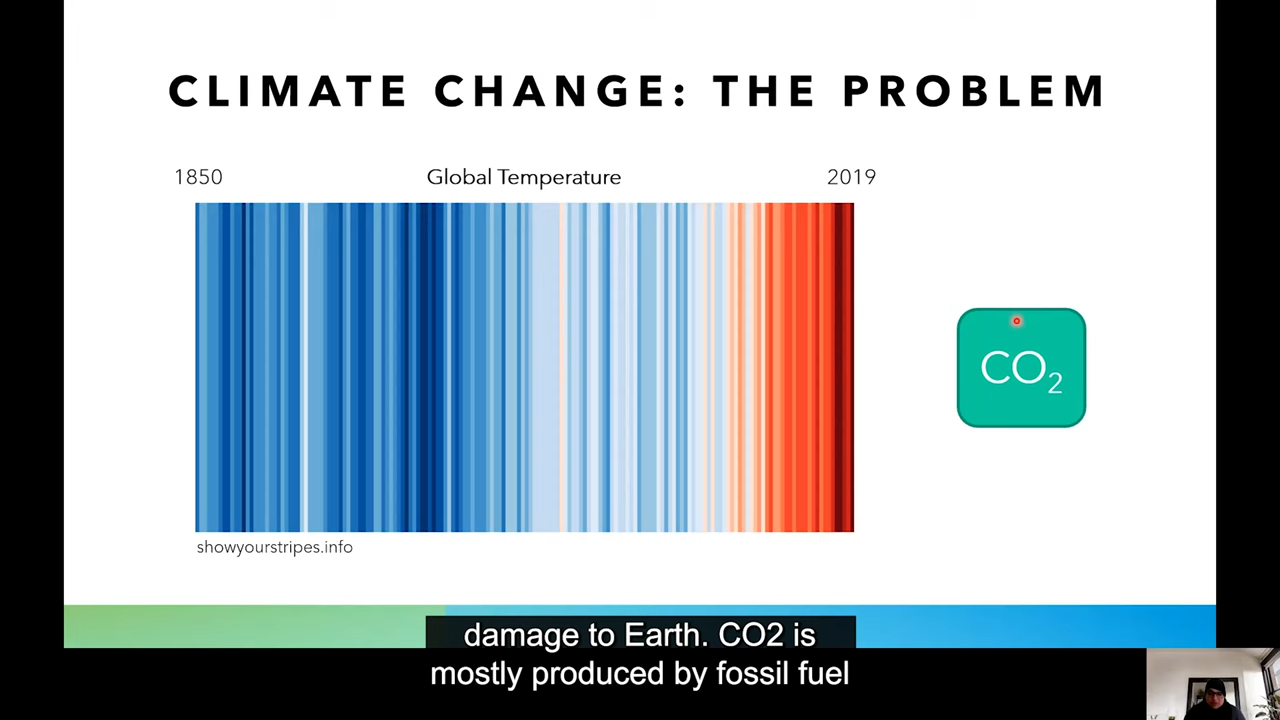 CLIMATE CHANGE: THE PROBLEM
1850 Global Temperature 2019
CO₂
showyourstripes.info
damage to Earth. CO2 is
mostly produced by fossil fuel